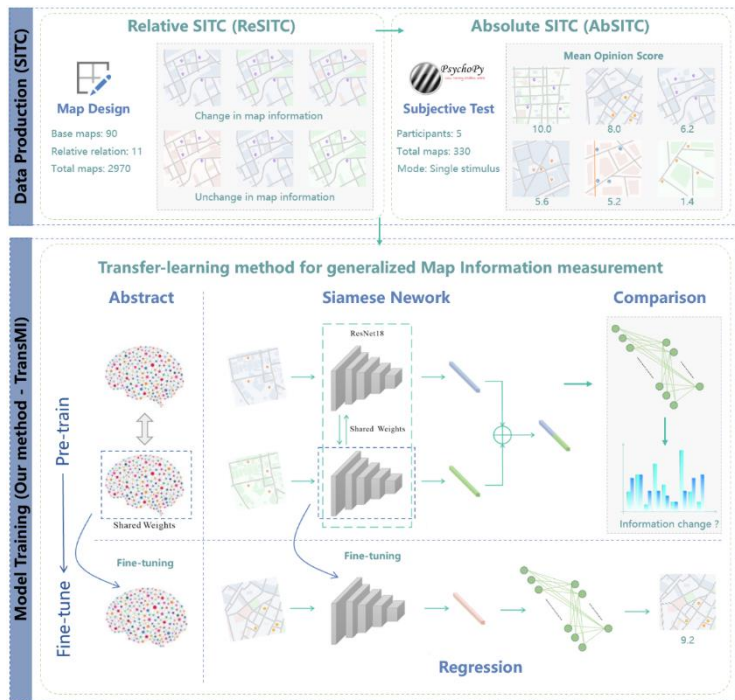 Data Production (SITC)
Relative SITC (ReSITC)
Absolute SITC (AbSITC)
Map Design
Base maps: 90
Relative relation: 11
Total maps: 2970
Change in map information
Unchange in map information
PsychoPy
Subjective Test
Participants: 5
Total maps: 330
Mode: Single stimulus
Mean Opinion Score
10.0
8.0
6.2
5.6
5.2
1.4
Model Training (Our method - TransMI)
Transfer-learning method for generalized Map Information measurement
Abstract
Siamese Nework
Comparison
Pre-train
Fine-tune
Shared Weights
ResNet18
Shared Weights
Information change ?
Fine-tuning
Fine-tuning
9.2
Regression